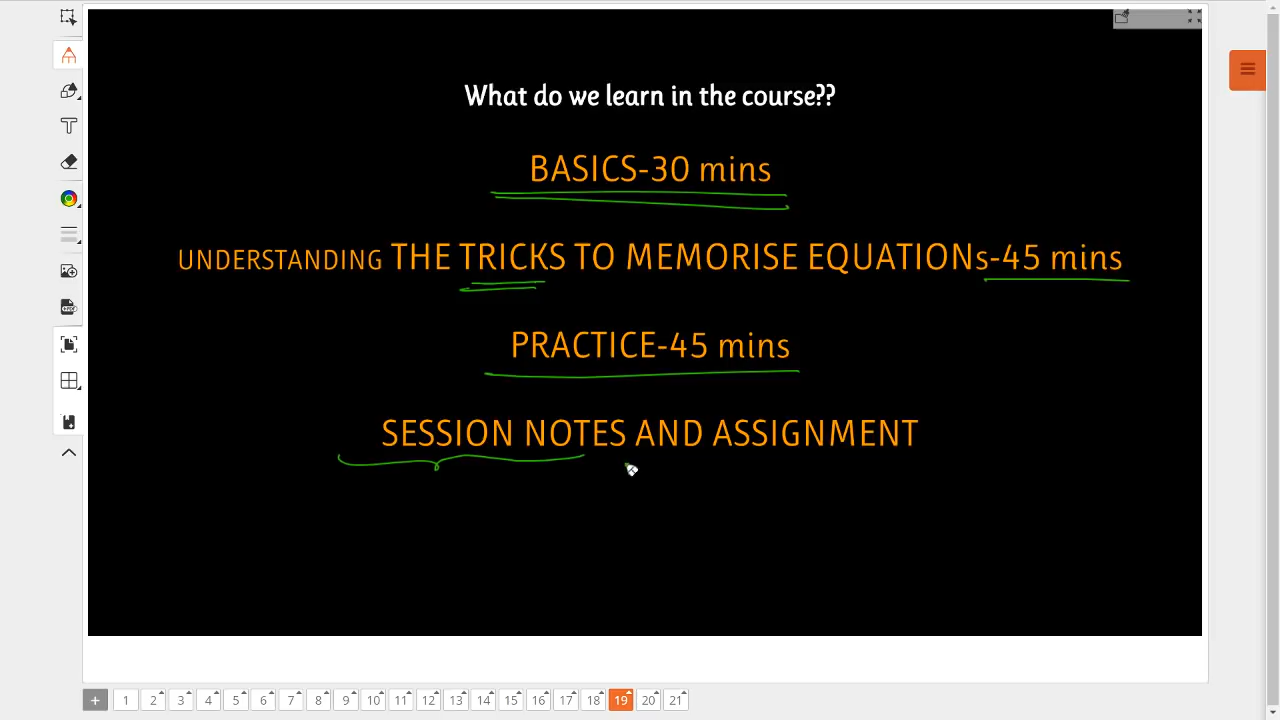 What do we learn in the course??
BASICS-30 mins
UNDERSTANDING THE TRICKS TO MEMORISE EQUATIONs-45 mins
PRACTICE-45 mins
SESSION NOTES AND ASSIGNMENT
+ 1 2 3 4 5 6 7 8 9 10 11 12 13 14 15 16 17 18 19 20 21